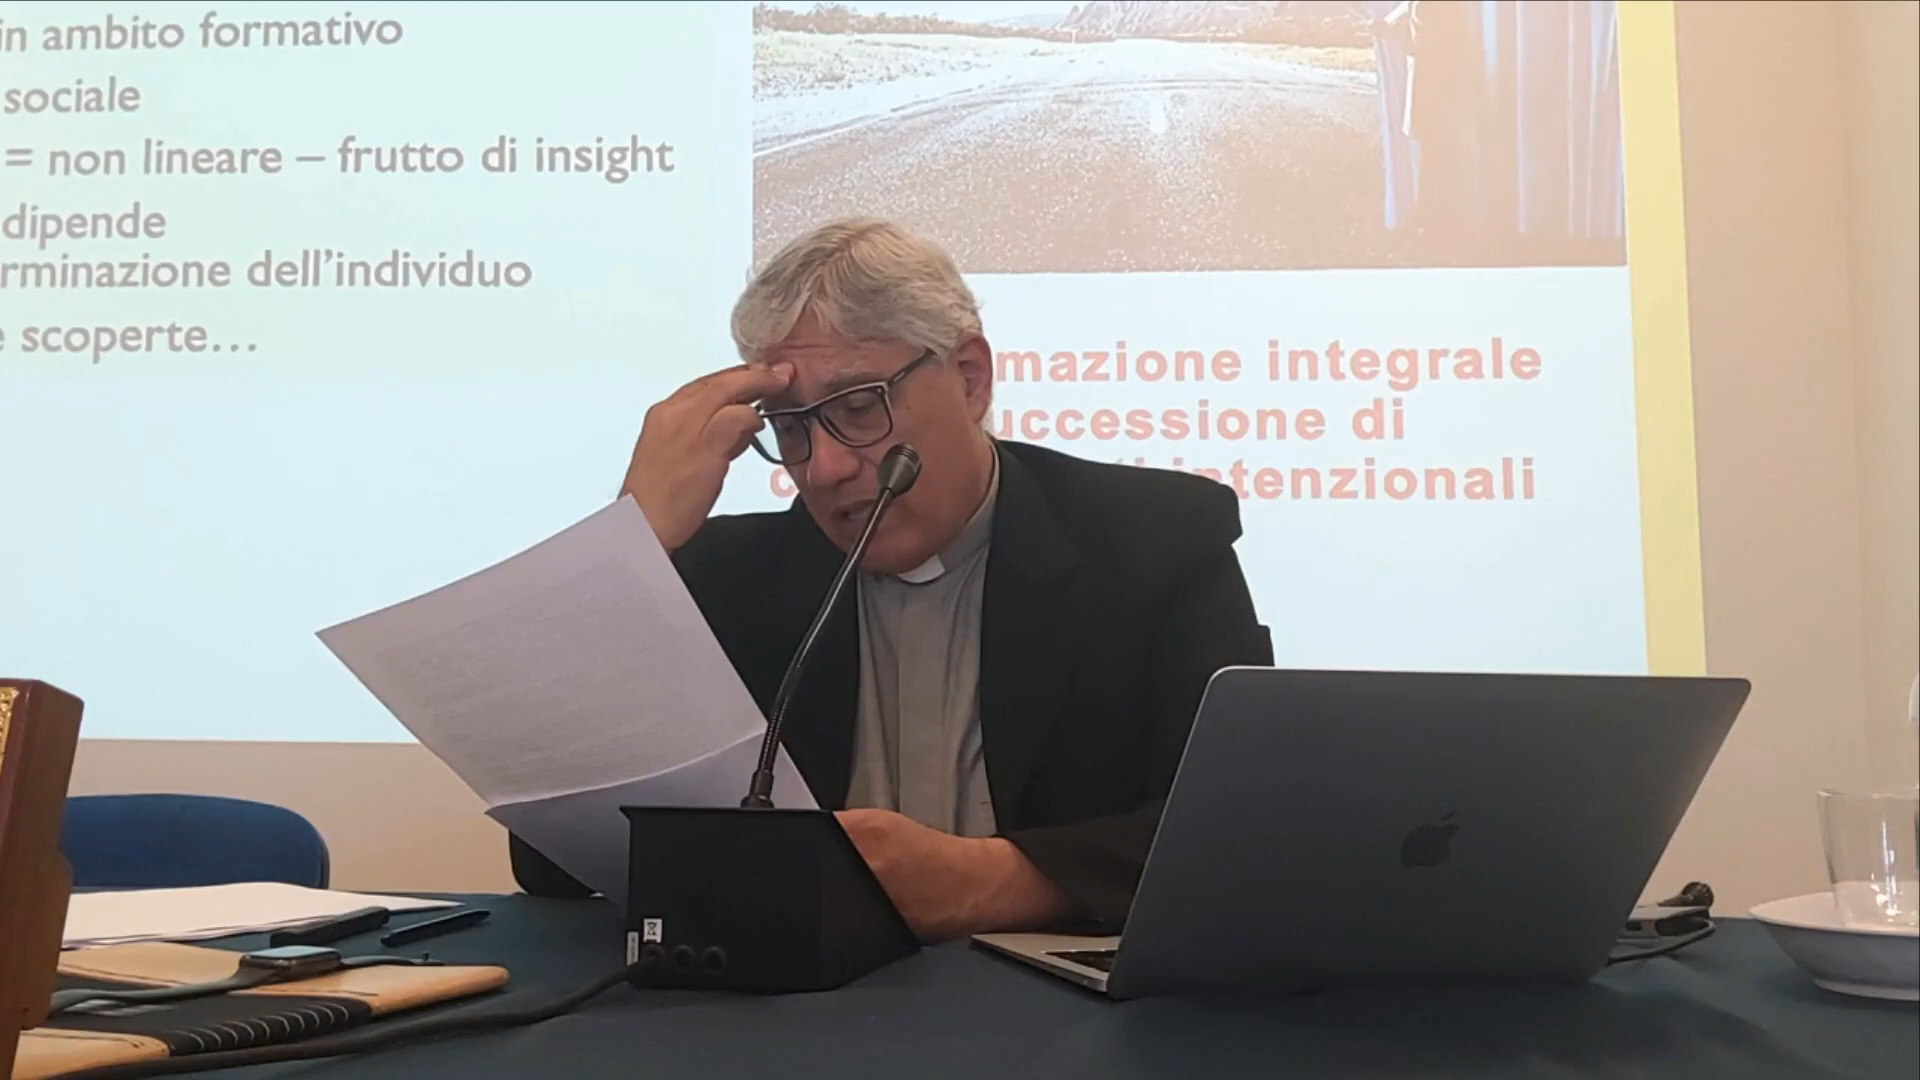 in ambito formativo
sociale
= non lineare – frutto di insight
dipende
rminazione dell'individuo
e scoperte…
mazione integrale
uccessione di
intenzionali